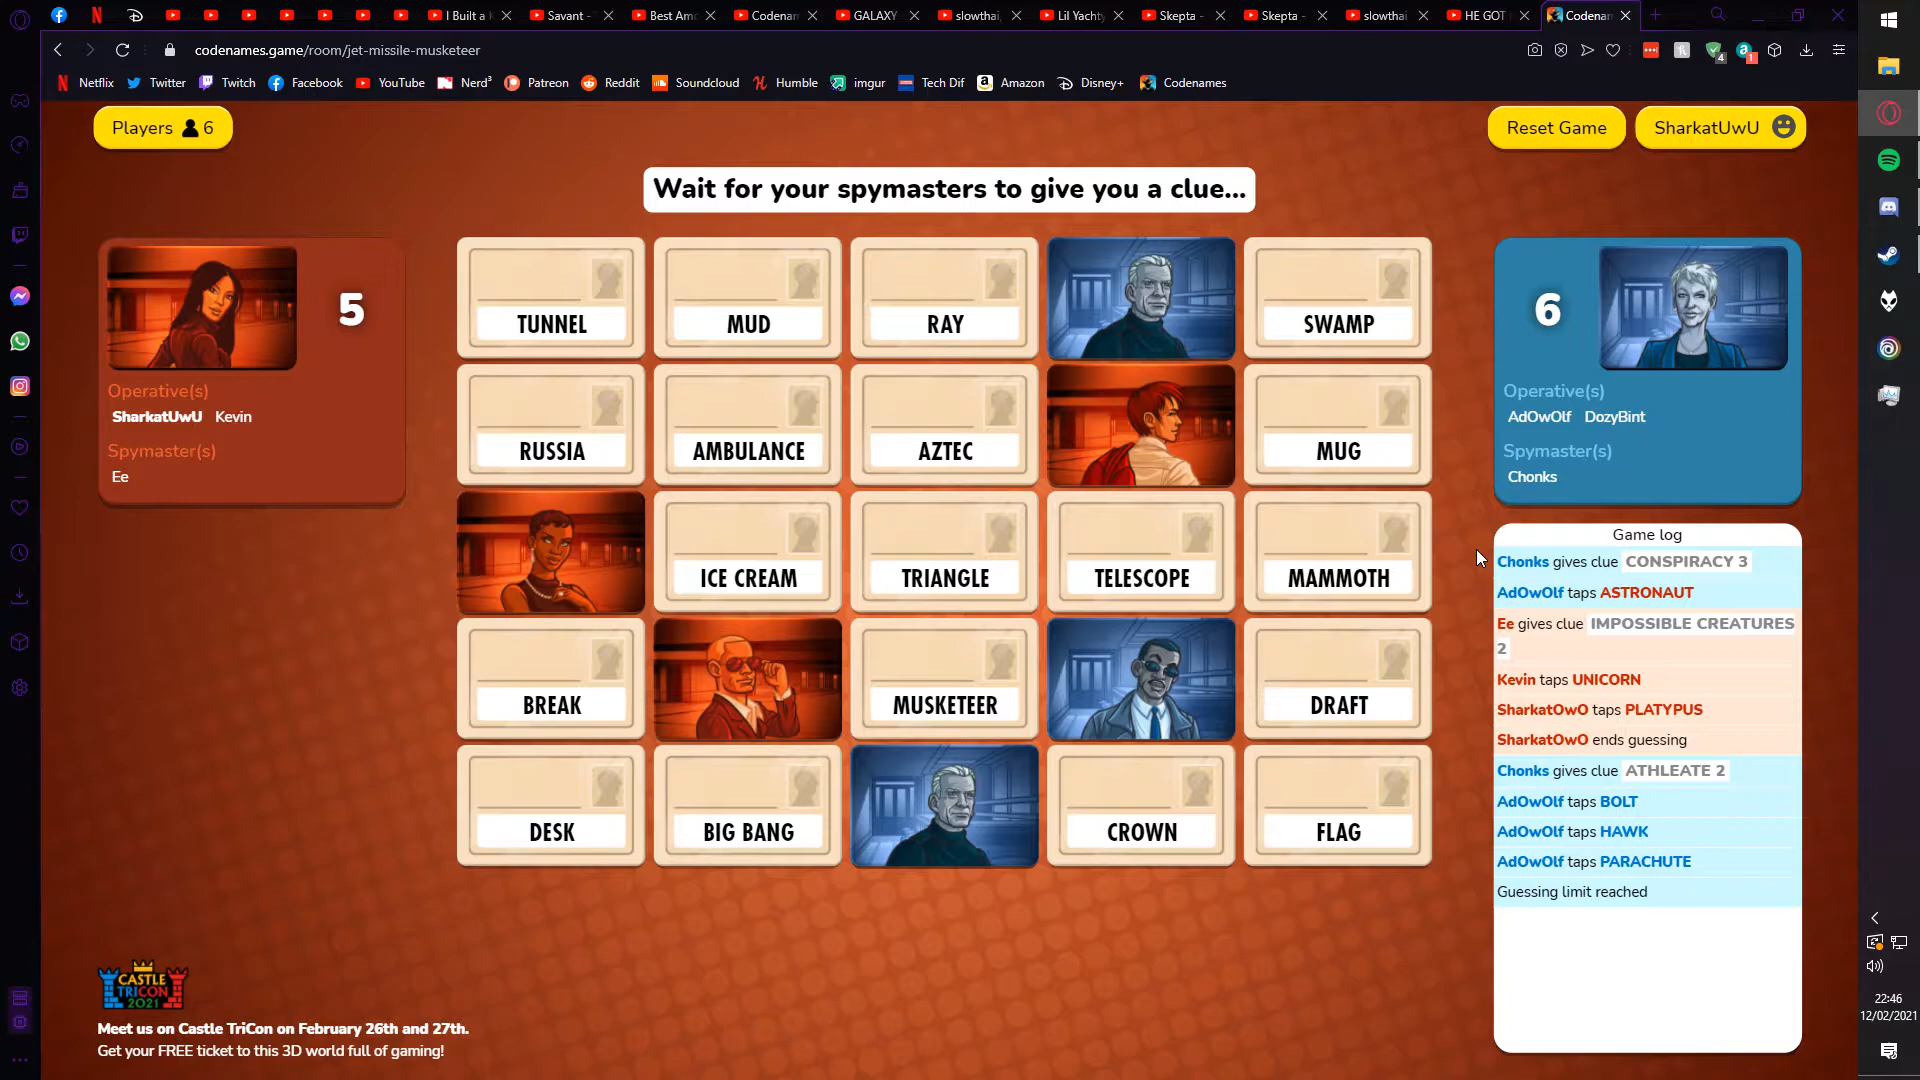 I Built a
Savant -
Best Am
Codenam
GALAXY
slowthai
Lil Yachty
Skepta -
Skepta -
slowthai
HE GOT
Codenam
codenames.game/room/jet-missile-musketeer
4
1
Netflix
Twitter
Twitch
Facebook
YouTube
Nerd³
Patreon
Reddit
Soundcloud
Humble
imgur
Tech Dif
Amazon
Disney+
Codenames
Players 6
Reset Game
SharkatUwU
Wait for your spymasters to give you a clue...
5
Operative(s)
SharkatUwU Kevin
Spymaster(s)
Ee
TUNNEL
MUD
RAY
SWAMP
RUSSIA
AMBULANCE
AZTEC
MUG
ICE CREAM
TRIANGLE
TELESCOPE
MAMMOTH
BREAK
MUSKETEER
DRAFT
DESK
BIG BANG
CROWN
FLAG
6
Operative(s)
AdOwOlf DozyBint
Spymaster(s)
Chonks
Game log
Chonks gives clue CONSPIRACY 3
AdOwOlf taps ASTRONAUT
Ee gives clue IMPOSSIBLE CREATURES
2
Kevin taps UNICORN
SharkatOwO taps PLATYPUS
SharkatOwO ends guessing
Chonks gives clue ATHLEATE 2
AdOwOlf taps BOLT
AdOwOlf taps HAWK
AdOwOlf taps PARACHUTE
Guessing limit reached
CASTLE
TRICON
2021
Meet us on Castle TriCon on February 26th and 27th.
Get your FREE ticket to this 3D world full of gaming!
22:46
12/02/2021